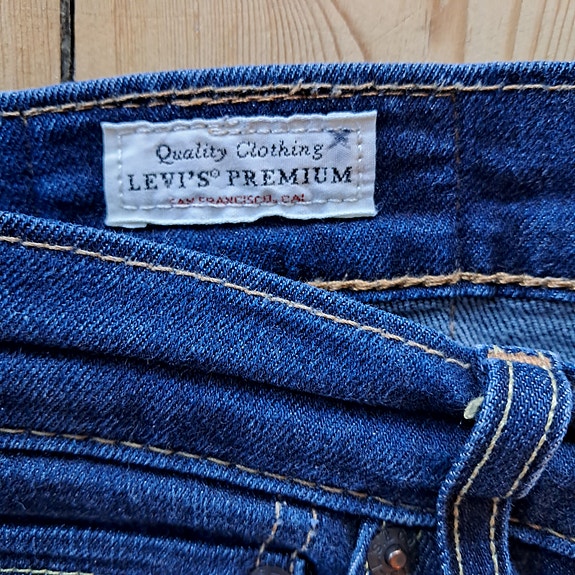 Quality Clothing
LEVI'S® PREMIUM
SAN FRANCISCO, CAL